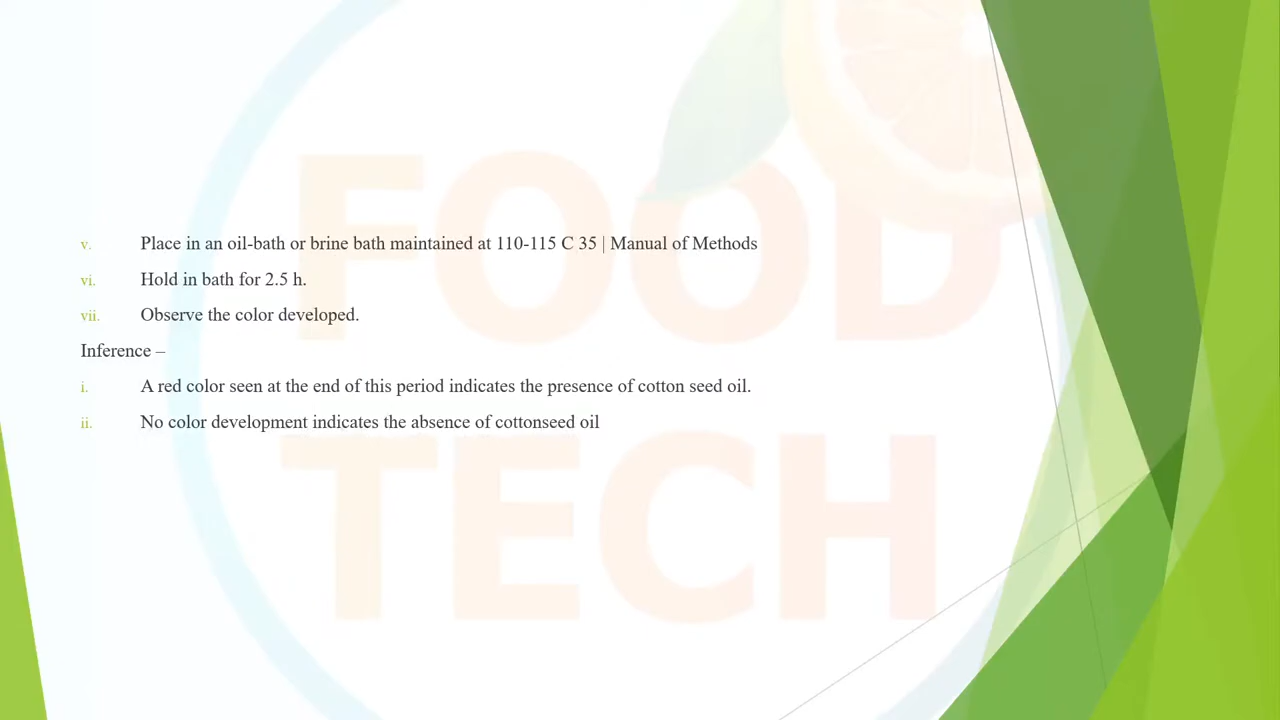 v. Place in an oil-bath or brine bath maintained at 110-115 C 35 | Manual of Methods
vi. Hold in bath for 2.5 h.
vii. Observe the color developed.
Inference –
i. A red color seen at the end of this period indicates the presence of cotton seed oil.
ii. No color development indicates the absence of cottonseed oil
FOOD
TECH